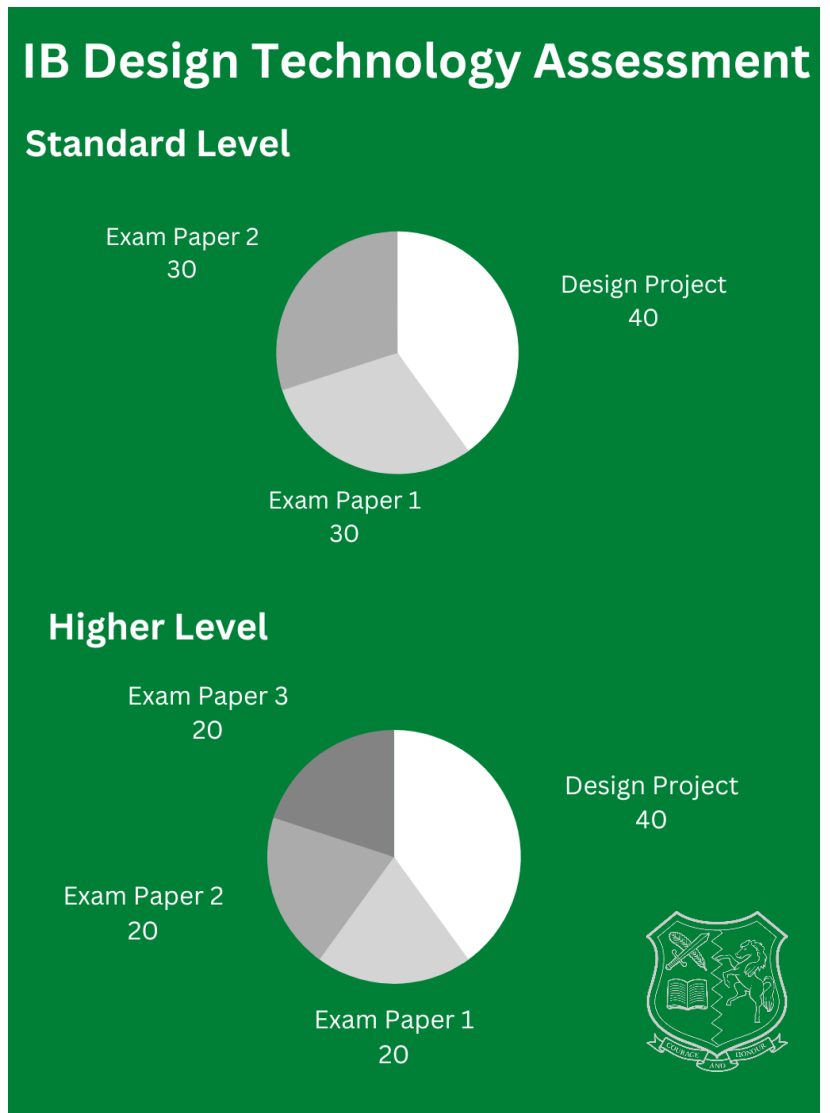 IB Design Technology Assessment
Standard Level
Exam Paper 2
30
Design Project
40
Exam Paper 1
30
Higher Level
Exam Paper 3
20
Design Project
40
Exam Paper 2
20
Exam Paper 1
20
COURAGE AND HONOUR